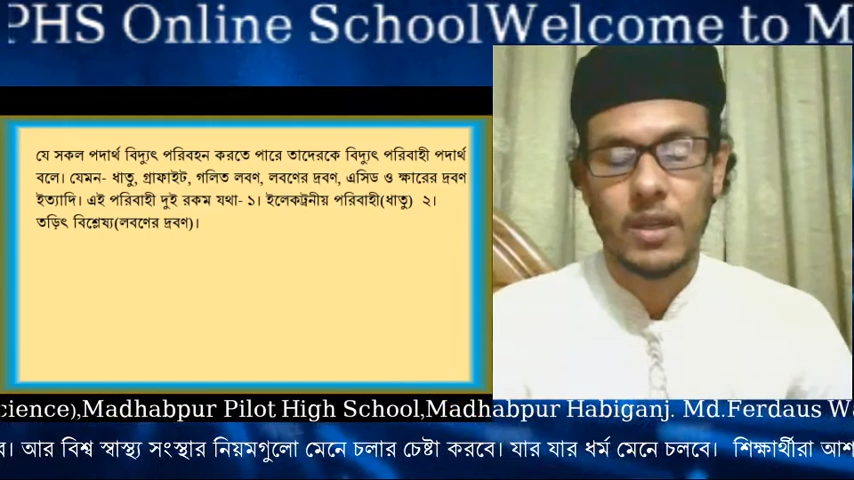 PHS Online SchoolWelcome to M
যে সকল পদার্থ বিদ্যুৎ পরিবহন করতে পারে তাদেরকে বিদ্যুৎ পরিবাহী পদার্থ
বলে। যেমন- ধাতু, গ্রাফাইট, গলিত লবণ, লবণের দ্রবণ, এসিড ও ক্ষারের দ্রবণ
ইত্যাদি। এই পরিবাহী দুই রকম যথা- ১। ইলেকট্রনীয় পরিবাহী(ধাতু) ২।
তড়িৎ বিশ্লেষ্য(লবণের দ্রবণ)।
cience),Madhabpur Pilot High School,Madhabpur Habiganj. Md.Ferdaus W
। আর বিশ্ব স্বাস্থ্য সংস্থার নিয়মগুলো মেনে চলার চেষ্টা করবে। যার যার ধর্ম মেনে চলবে। শিক্ষার্থীরা আশ